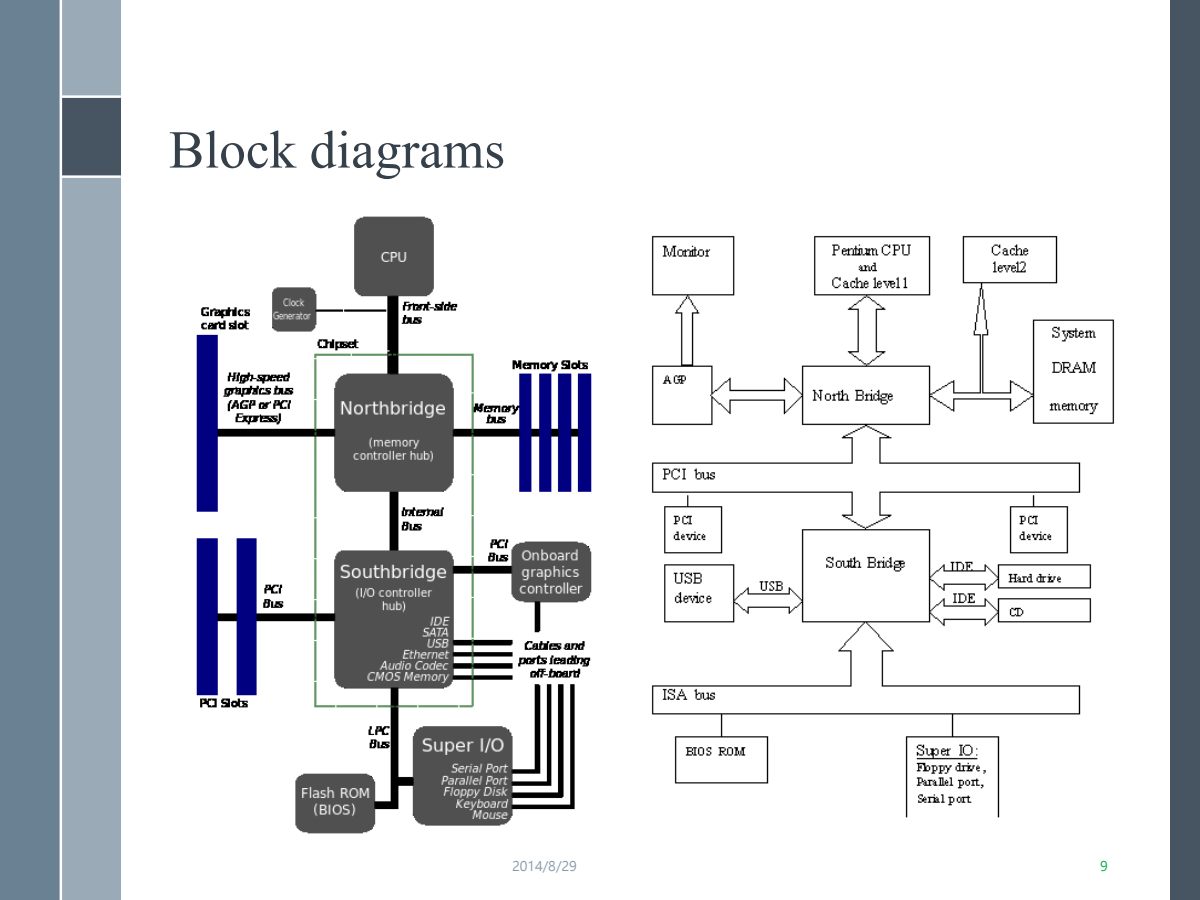 Block diagrams
CPU
Clock
Generator
Front-side
bus
Graphics
card slot
Chipset
High-speed
graphics bus
(AGP or PCI
Express)
Northbridge
(memory
controller hub)
Memory Slots
Memory
bus
Internal
Bus
PCI
Bus
Southbridge
(I/O controller
hub)
IDE
SATA
USB
Ethernet
Audio Codec
CMOS Memory
PCI
Bus
Onboard
graphics
controller
Cables and
ports leading
off-board
PCI Slots
LPC
Bus
Super I/O
Serial Port
Parallel Port
Floppy Disk
Keyboard
Mouse
Flash ROM
(BIOS)
Monitor
Pentium CPU
and
Cache level1
Cache
level2
System
DRAM
memory
AGP
North Bridge
PCI bus
PCI
device
PCI
device
South Bridge
USB
device
USB
IDE
Hard drive
IDE
CD
ISA bus
BIOS ROM
Super IO:
Floppy drive,
Parallel port,
Serial port
2014/8/29
9